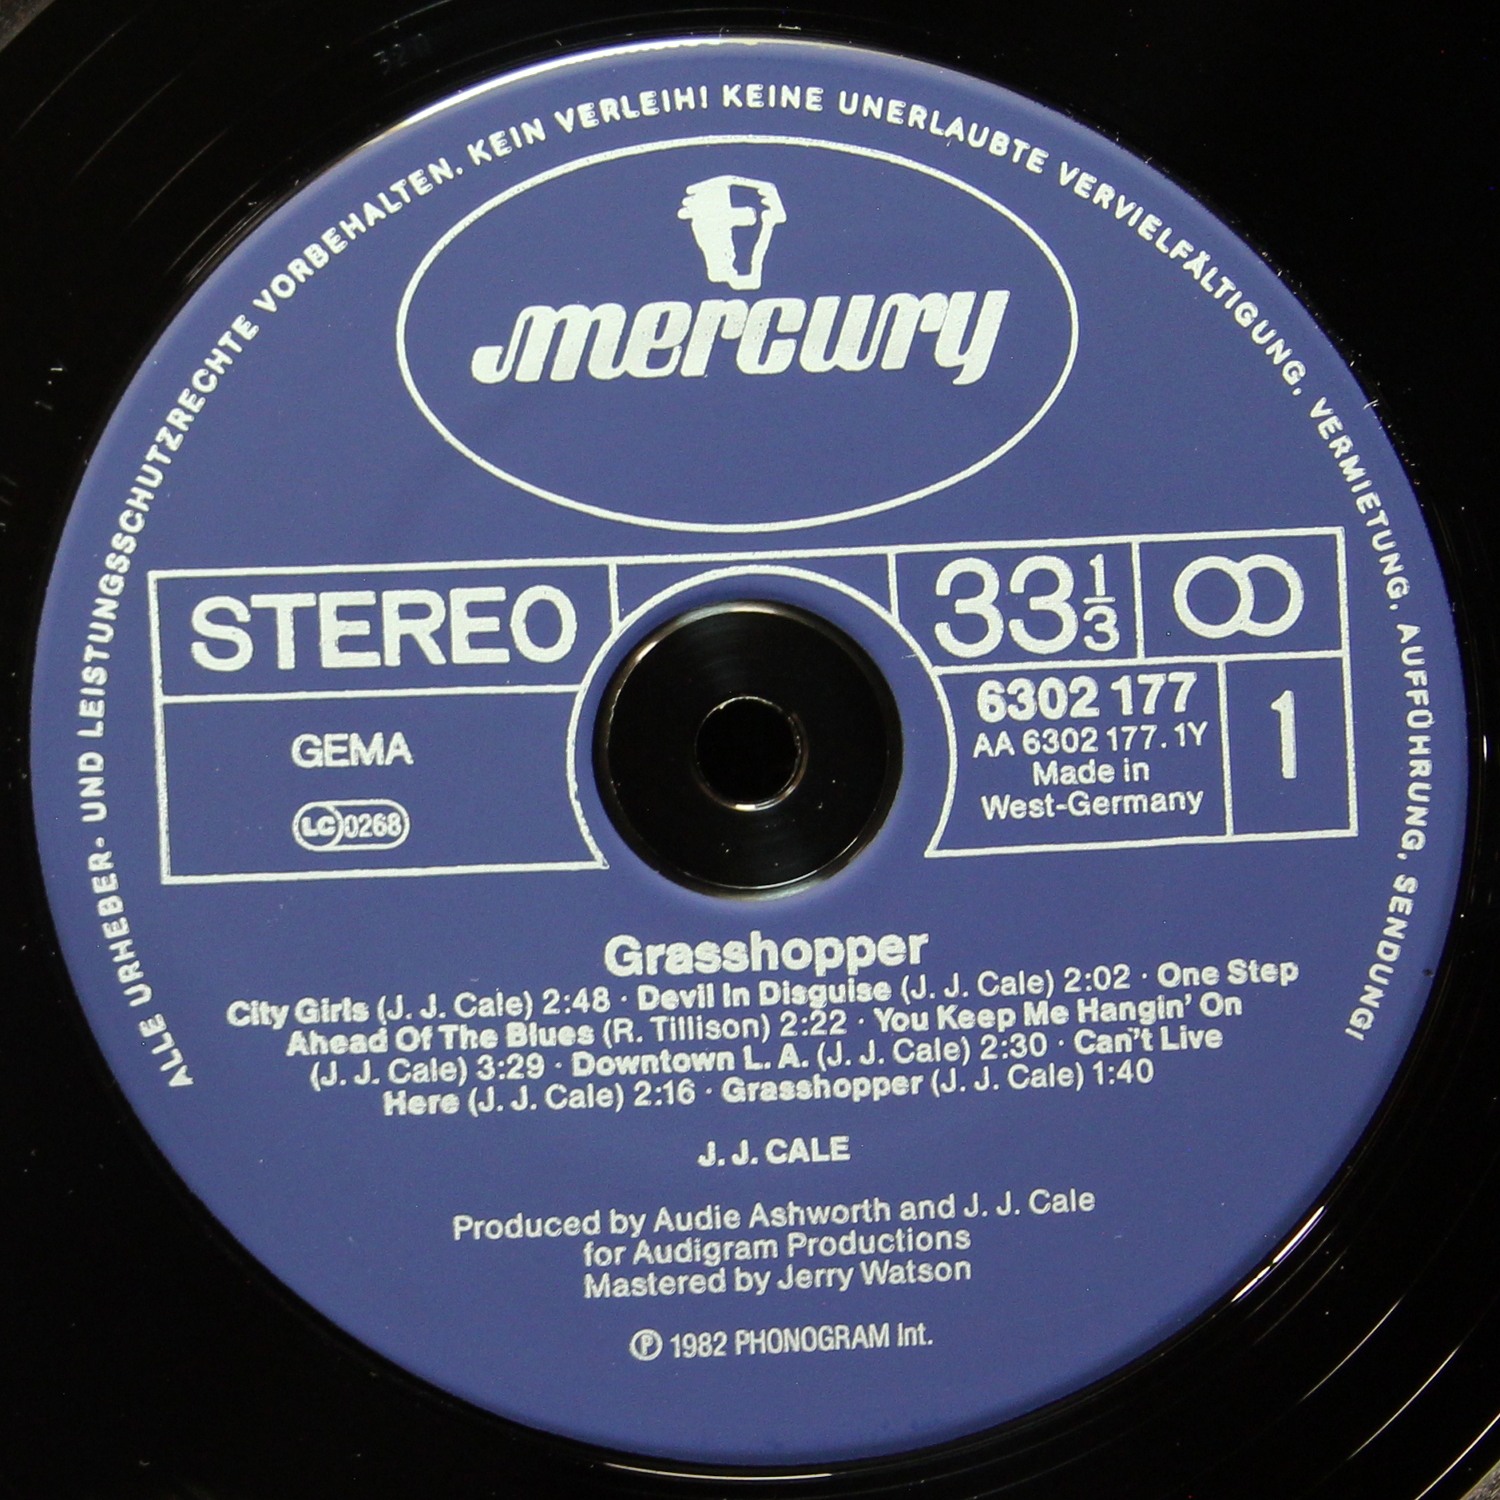 ALLE URHEBER- UND LEISTUNGSSCHUTZRECHTE VORBEHALTEN. KEIN VERLEIH! KEINE UNERLAUBTE VERVIELFÄLTIGUNG, VERMIETUNG, AUFFÜHRUNG, SENDUNG!
mercury
STEREO
33 1/3
GEMA
LC 0268
6302 177
AA 6302 177.1Y
Made in
West-Germany
1
Grasshopper
City Girls (J. J. Cale) 2:48 · Devil In Disguise (J. J. Cale) 2:02 · One Step
Ahead Of The Blues (R. Tillison) 2:22 · You Keep Me Hangin' On
(J. J. Cale) 3:29 · Downtown L. A. (J. J. Cale) 2:30 · Can't Live
Here (J. J. Cale) 2:16 · Grasshopper (J. J. Cale) 1:40
J. J. CALE
Produced by Audie Ashworth and J. J. Cale
for Audigram Productions
Mastered by Jerry Watson
℗ 1982 PHONOGRAM Int.